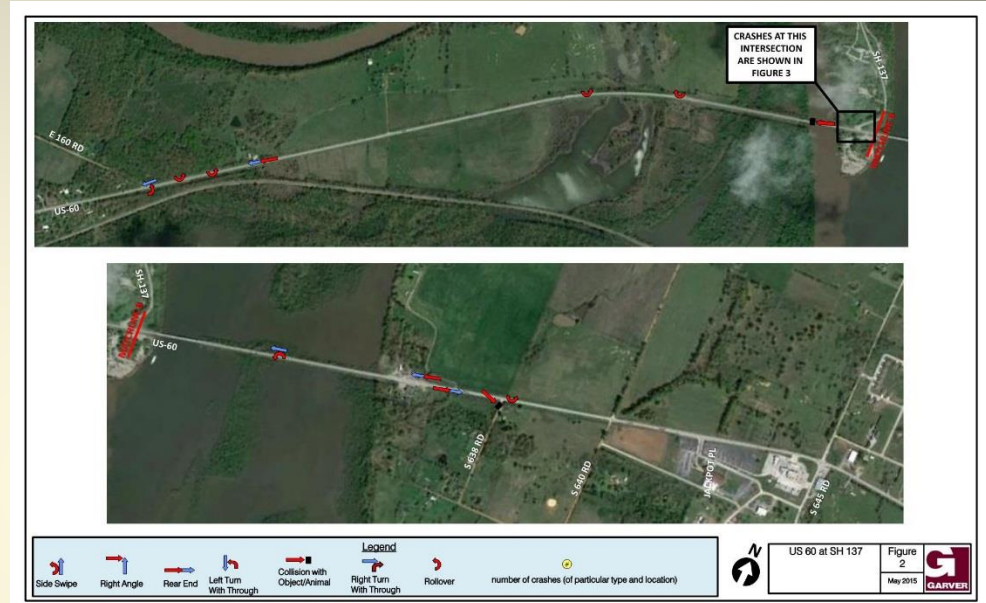 CRASHES AT THIS
INTERSECTION
ARE SHOWN IN
FIGURE 3
SH-137
E 160 RD
US-60
SH-137
US-60
S 638 RD
S 640 RD
JACKPOT PL
S 645 RD
Legend
Side Swipe
Right Angle
Rear End
Left Turn
With Through
Collision with
Object/Animal
Right Turn
With Through
Rollover
number of crashes (of particular type and location)
N
US 60 at SH 137
Figure
2
May 2015
G
GARVER